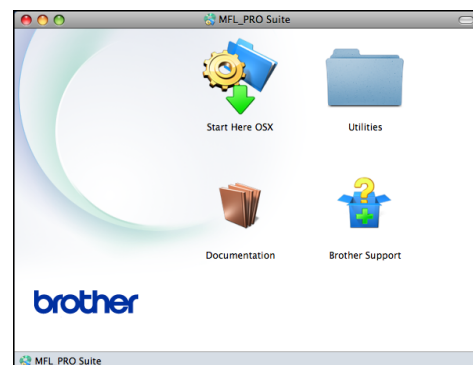 MFL_PRO Suite
Start Here OSX
Utilities
Documentation
Brother Support
brother
MFL_PRO Suite